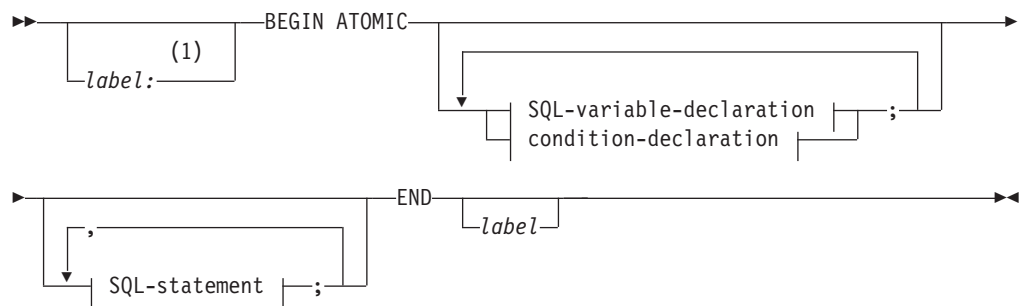 BEGIN ATOMIC
(1)
label:
SQL-variable-declaration ;
condition-declaration
END
label
,
SQL-statement ;